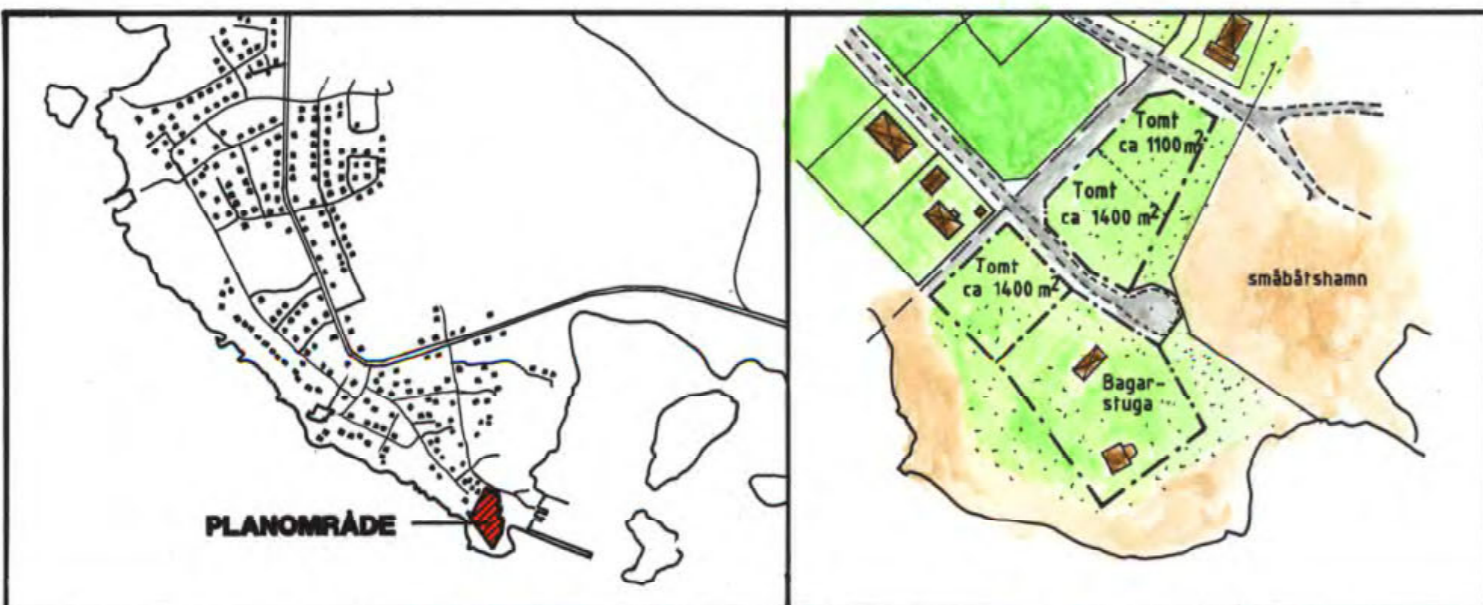 PLANOMRÅDE
Tomt
ca 1100 m²
Tomt
ca 1400 m²
Tomt
ca 1400 m²
småbåtshamn
Bagar-
stuga